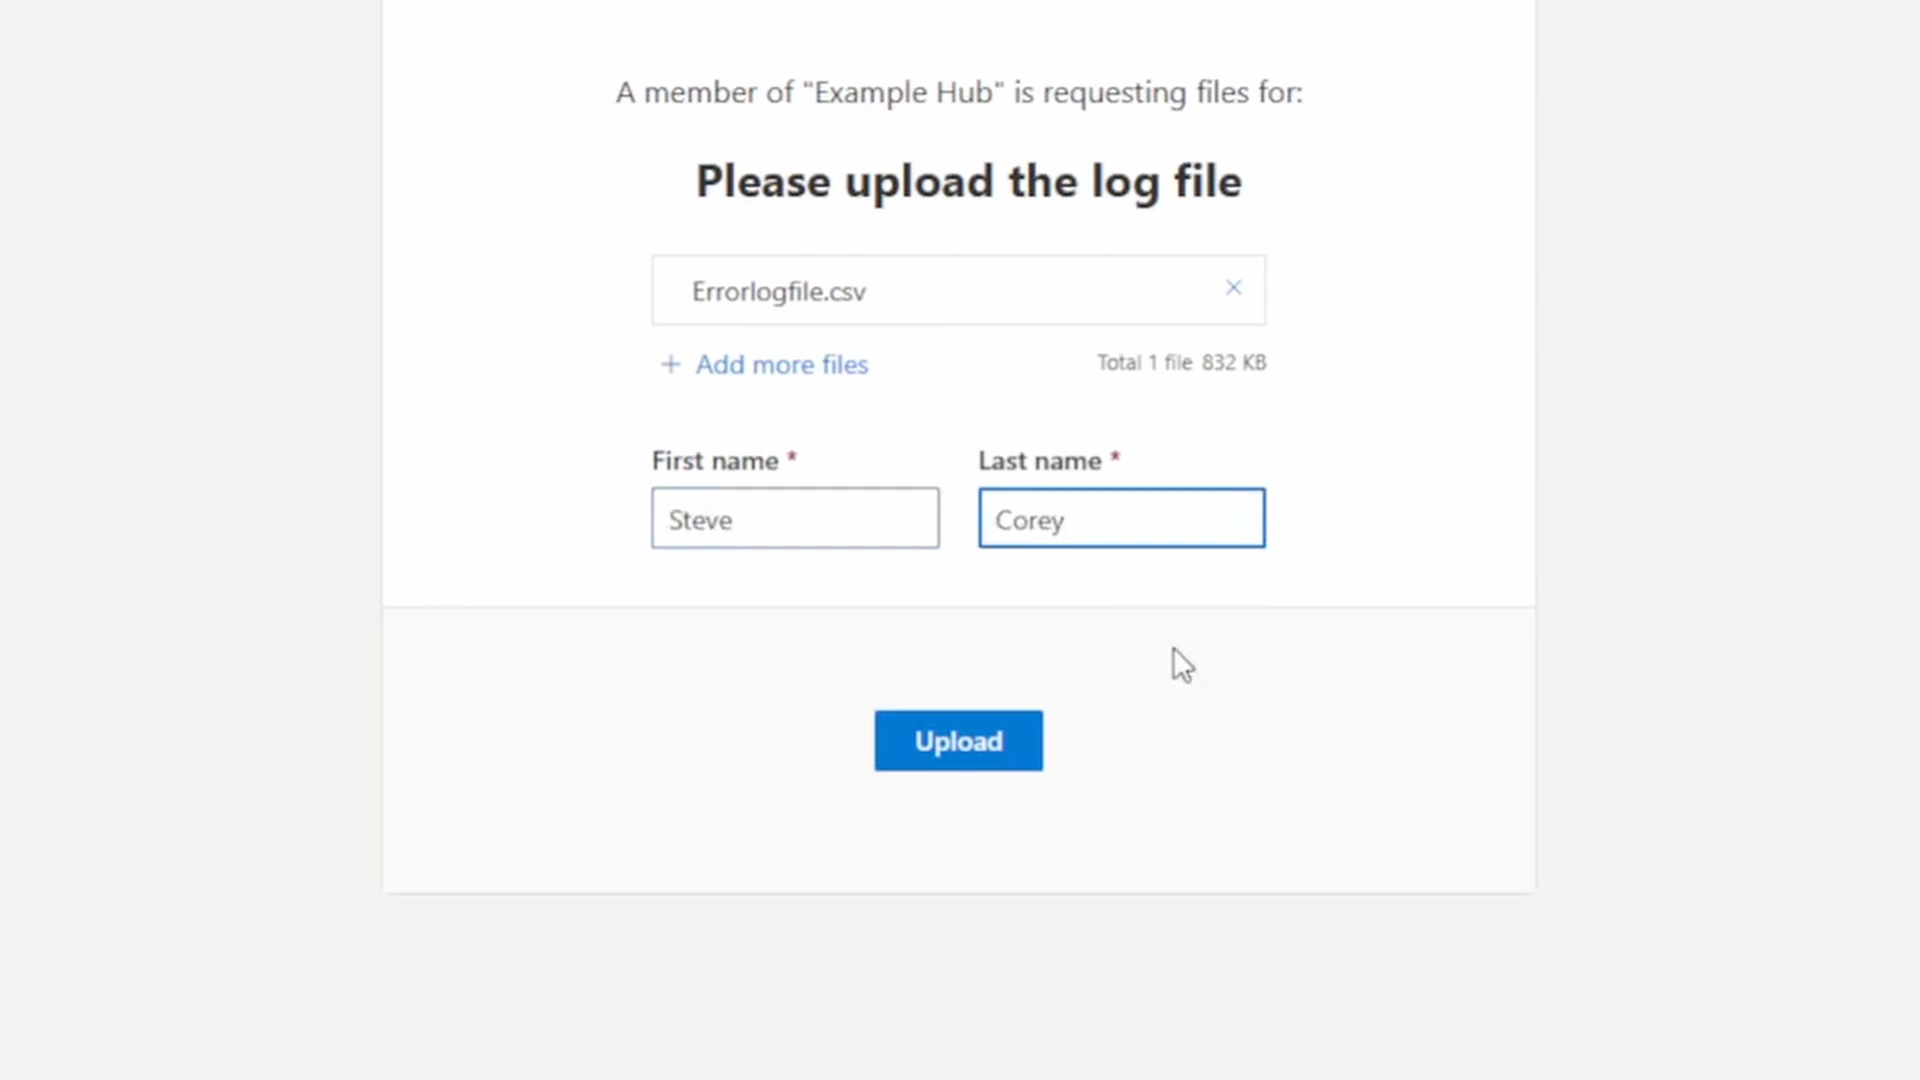 A member of "Example Hub" is requesting files for:
Please upload the log file
Errorlogfile.csv
+ Add more files
Total 1 file 832 KB
First name *
Last name *
Steve
Corey
Upload